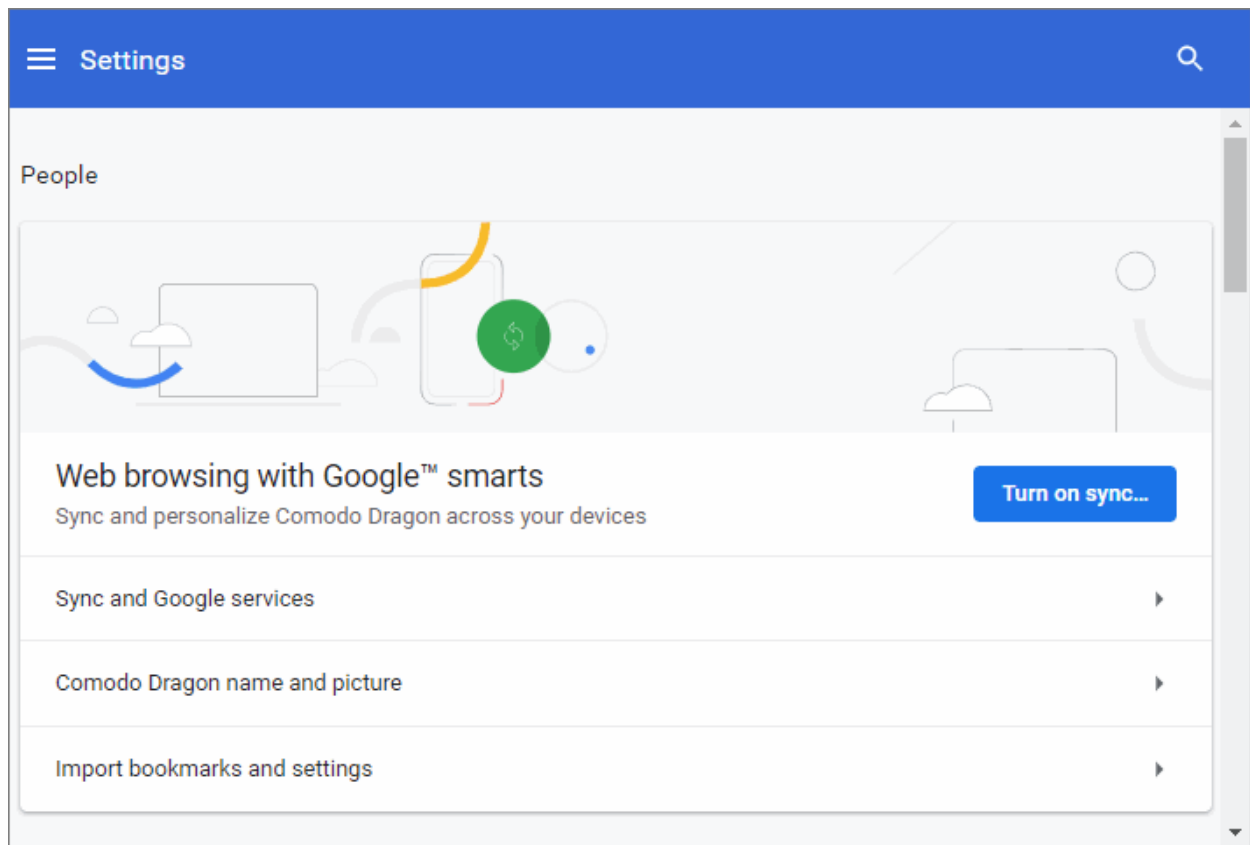 Settings
People
Web browsing with Google™ smarts
Sync and personalize Comodo Dragon across your devices
Turn on sync...
Sync and Google services
Comodo Dragon name and picture
Import bookmarks and settings